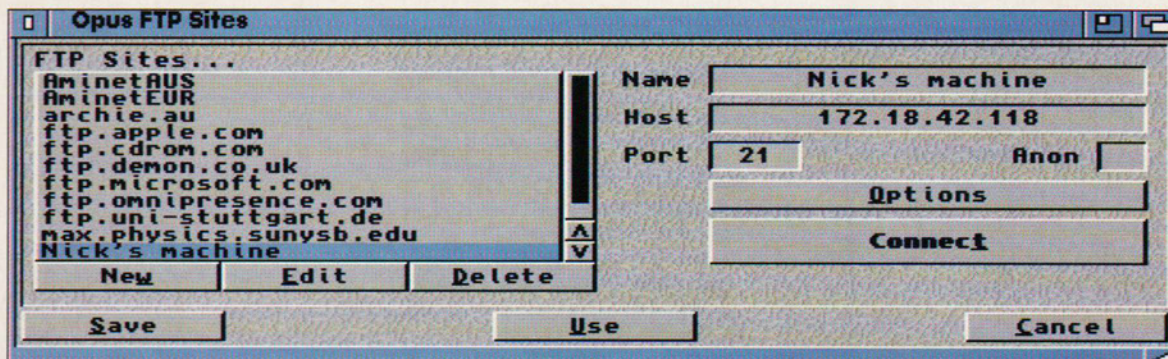 Opus FTP Sites
FTP Sites...
AminetAUS
AminetEUR
archie.au
ftp.apple.com
ftp.cdrom.com
ftp.demon.co.uk
ftp.microsoft.com
ftp.omnipresence.com
ftp.uni-stuttgart.de
max.physics.sunysb.edu
Nick's machine
New Edit Delete
Name Nick's machine
Host 172.18.42.118
Port 21 Anon
Options
Connect
Save Use Cancel